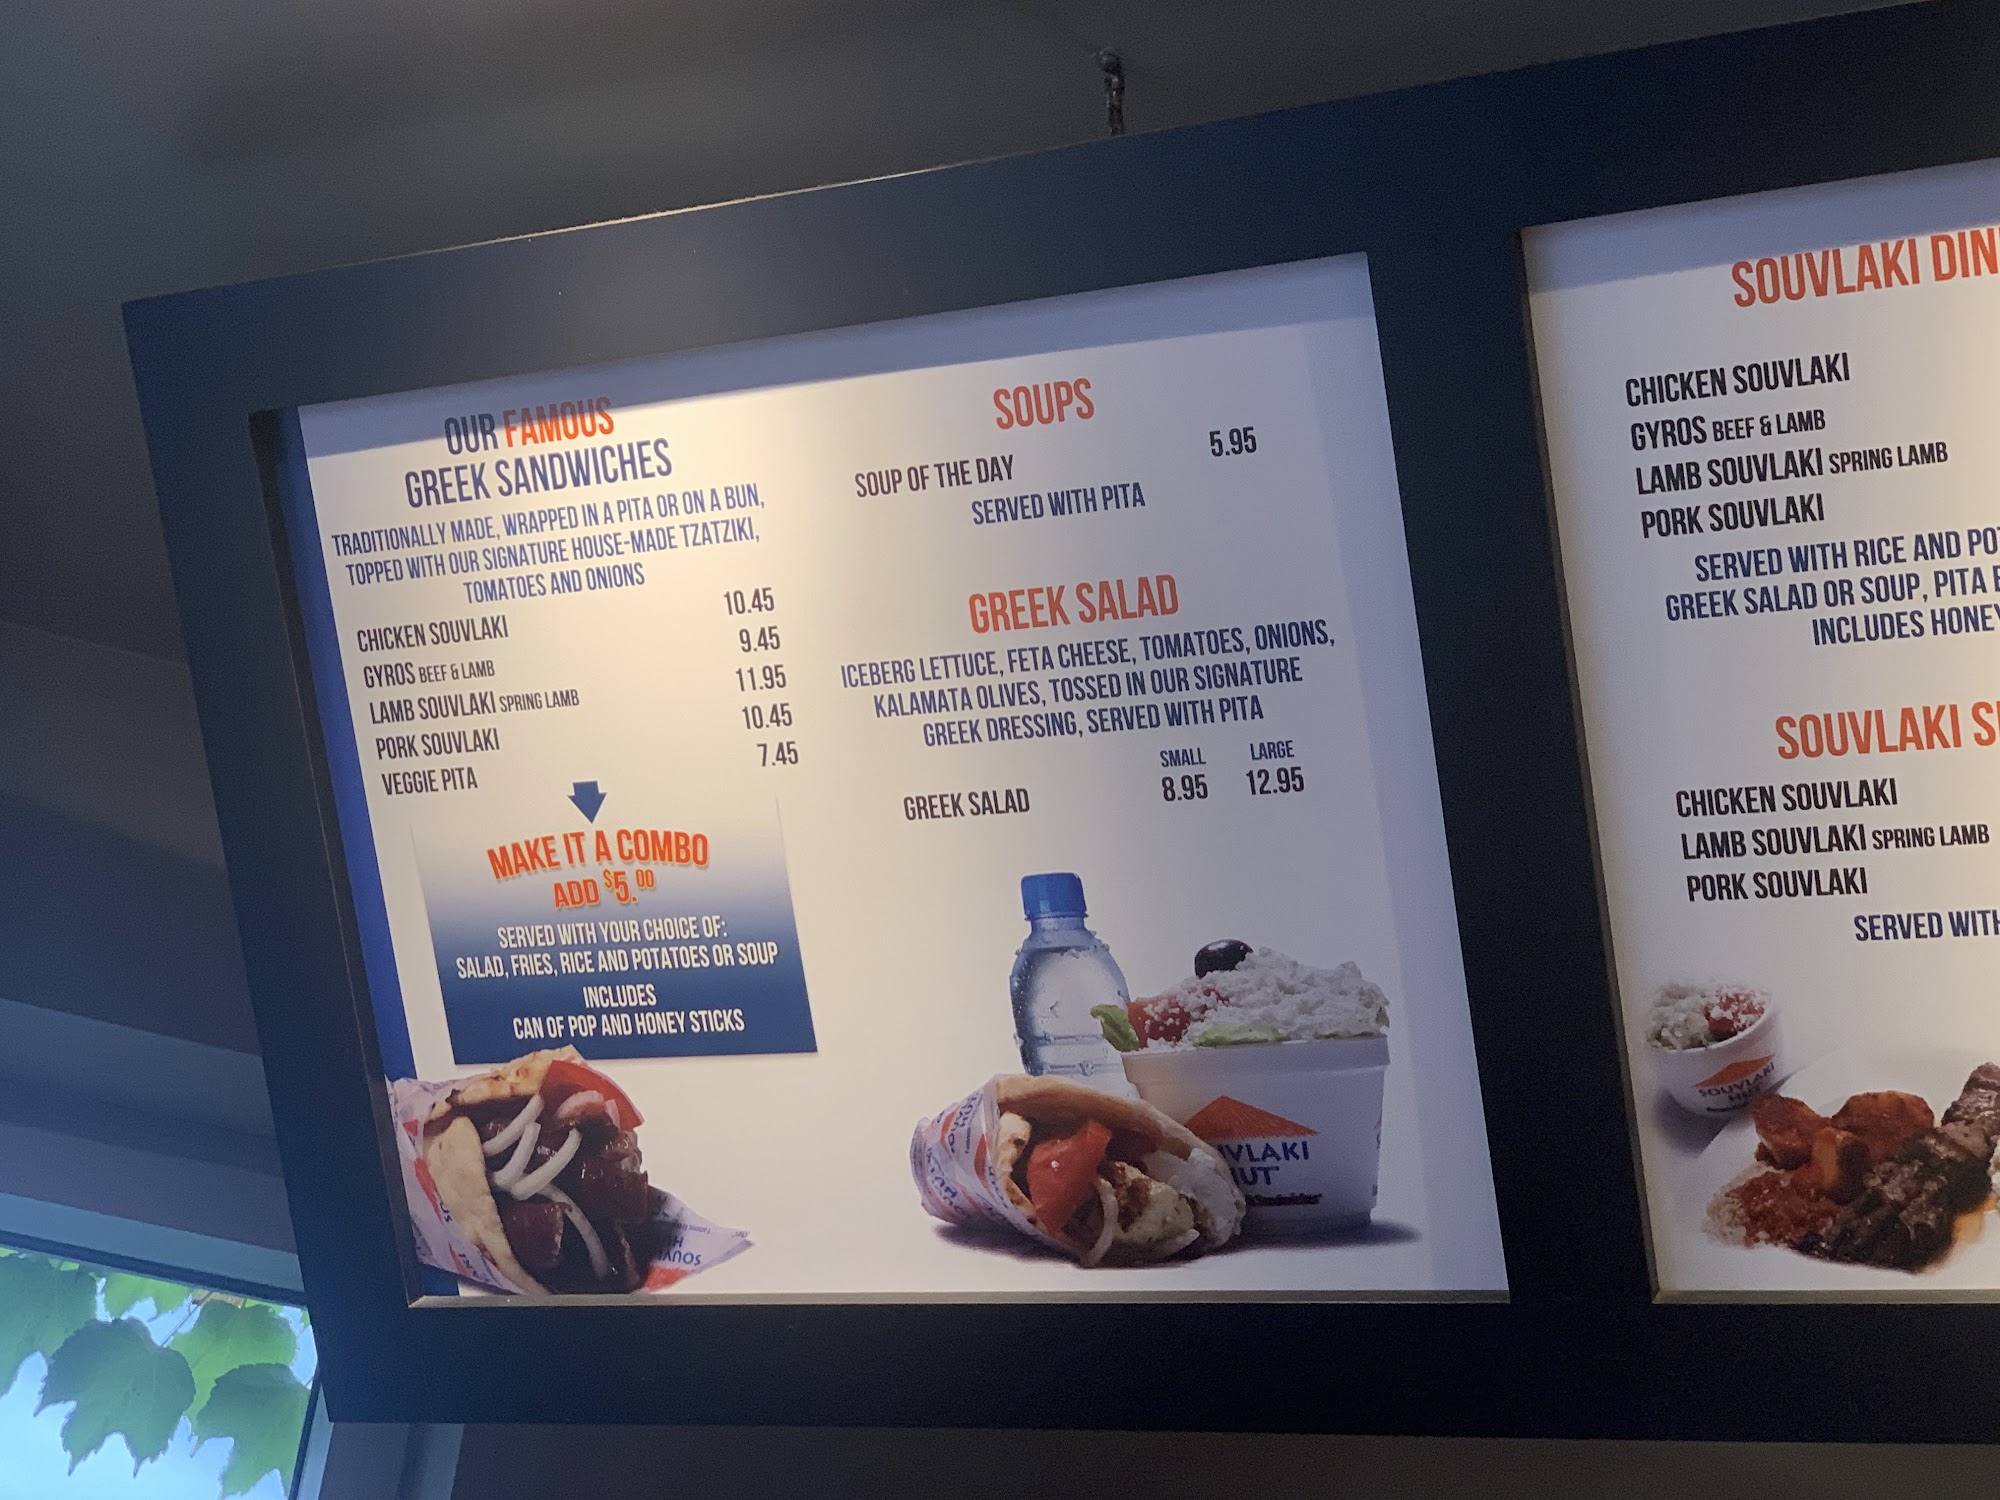 OUR FAMOUS
GREEK SANDWICHES
TRADITIONALLY MADE, WRAPPED IN A PITA OR ON A BUN,
TOPPED WITH OUR SIGNATURE HOUSE-MADE TZATZIKI,
TOMATOES AND ONIONS
CHICKEN SOUVLAKI 10.45
GYROS BEEF & LAMB 9.45
LAMB SOUVLAKI SPRING LAMB 11.95
PORK SOUVLAKI 10.45
VEGGIE PITA 7.45
MAKE IT A COMBO
ADD $5.00
SERVED WITH YOUR CHOICE OF:
SALAD, FRIES, RICE AND POTATOES OR SOUP
INCLUDES
CAN OF POP AND HONEY STICKS
SOUPS
SOUP OF THE DAY 5.95
SERVED WITH PITA
GREEK SALAD
ICEBERG LETTUCE, FETA CHEESE, TOMATOES, ONIONS,
KALAMATA OLIVES, TOSSED IN OUR SIGNATURE
GREEK DRESSING, SERVED WITH PITA
SMALL LARGE
GREEK SALAD 8.95 12.95
SOUVLAKI DIN
CHICKEN SOUVLAKI
GYROS BEEF & LAMB
LAMB SOUVLAKI SPRING LAMB
PORK SOUVLAKI
SERVED WITH RICE AND PO
GREEK SALAD OR SOUP, PITA
INCLUDES HONEY
SOUVLAKI
CHICKEN SOUVLAKI
LAMB SOUVLAKI SPRING LAMB
PORK SOUVLAKI
SERVED WITH
SOUVLAKI